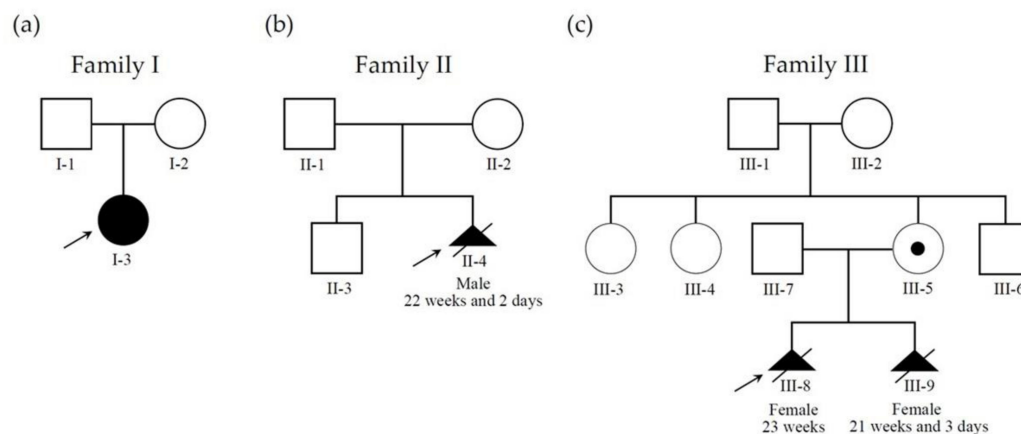 (a)
Family I
I-1
I-2
I-3
(b)
Family II
II-1
II-2
II-3
II-4
Male
22 weeks and 2 days
(c)
Family III
III-1
III-2
III-3
III-4
III-7
III-5
III-6
III-8
Female
23 weeks
III-9
Female
21 weeks and 3 days